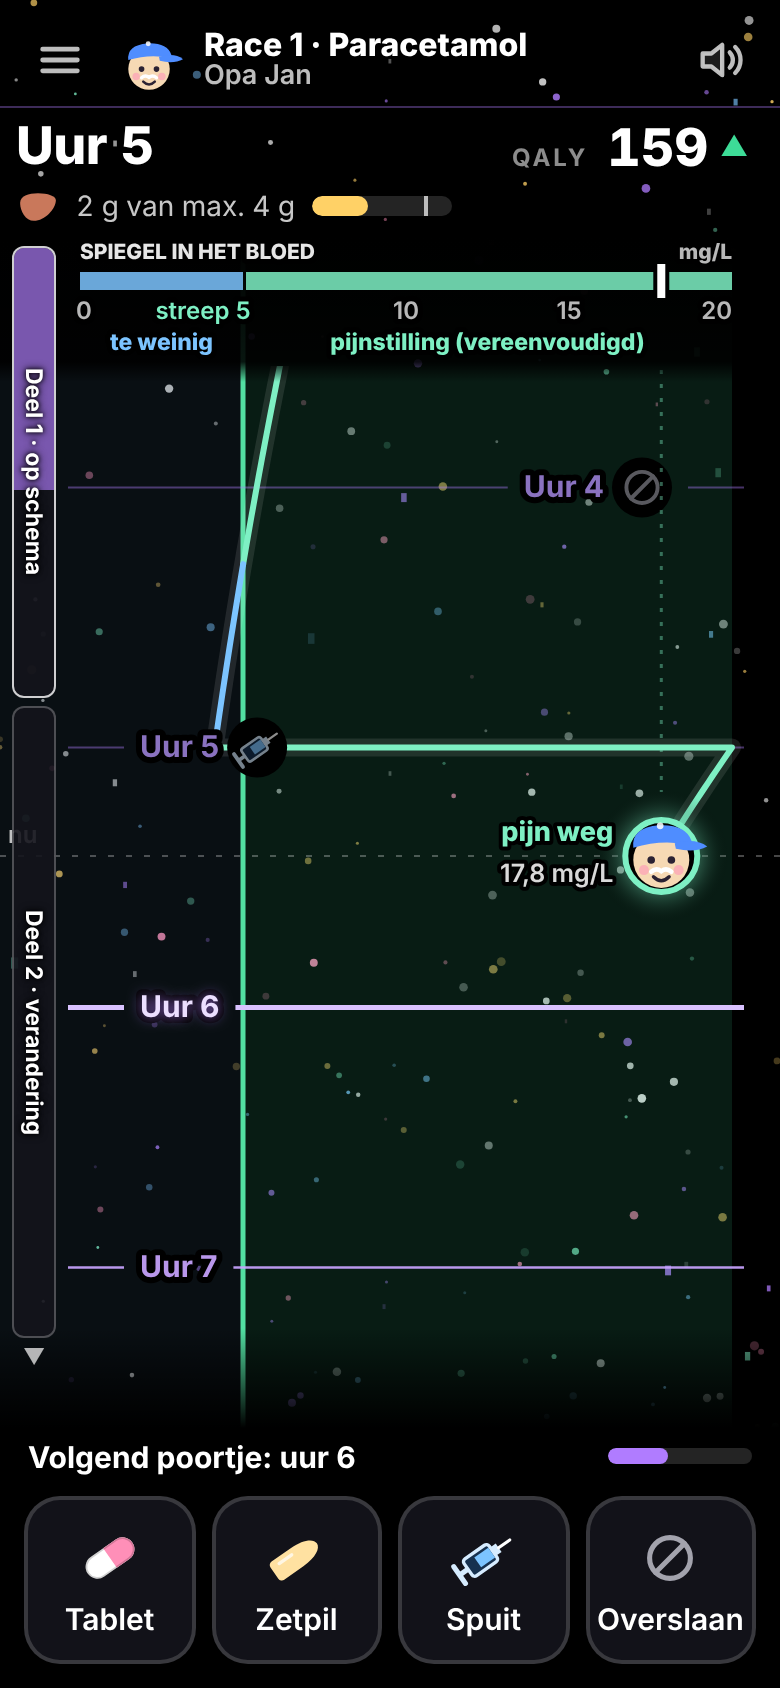 Race 1 · Paracetamol
Opa Jan
Uur 5
QALY 159
2 g van max. 4 g
SPIEGEL IN HET BLOED mg/L
0 streep 5 10 15 20
te weinig pijnstilling (vereenvoudigd)
Deel 1 · op schema
Uur 4
Uur 5
nu
pijn weg
17,8 mg/L
Deel 2 · verandering
Uur 6
Uur 7
Volgend poortje: uur 6
Tablet Zetpil Spuit Overslaan